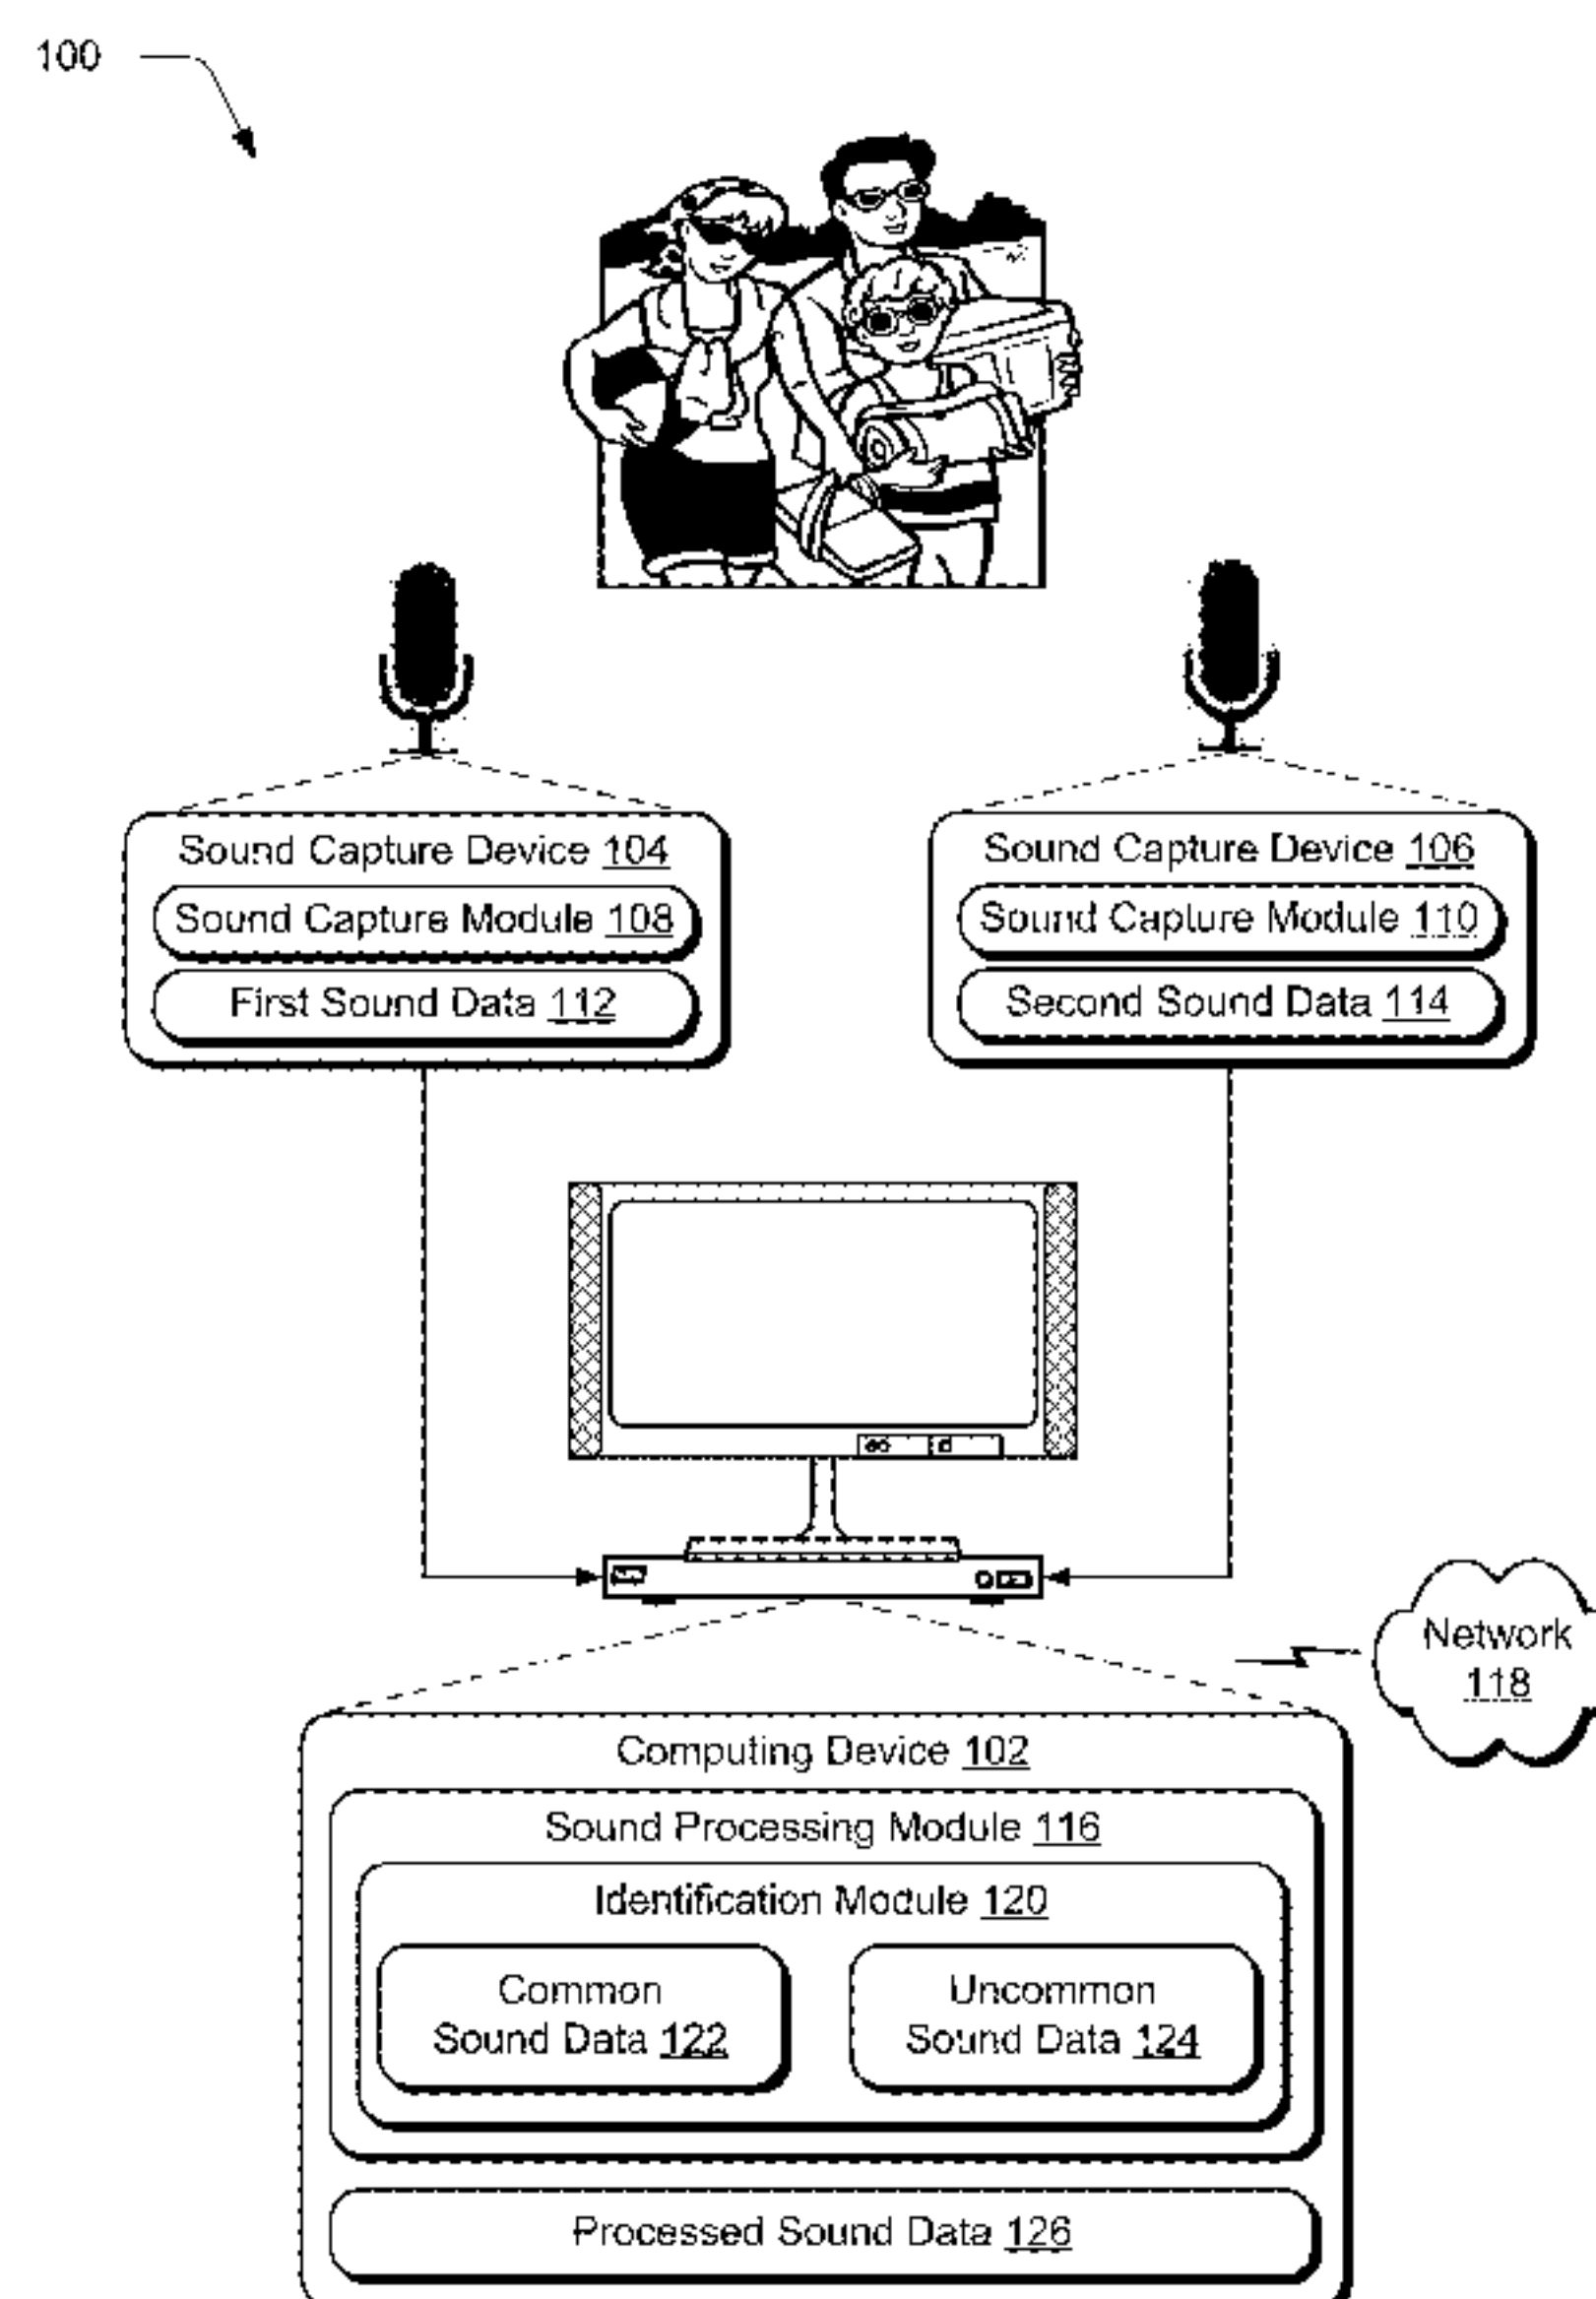 100
Sound Capture Device 104
Sound Capture Module 108
First Sound Data 112
Sound Capture Device 106
Sound Capture Module 110
Second Sound Data 114
Network
118
Computing Device 102
Sound Processing Module 116
Identification Module 120
Common
Sound Data 122
Uncommon
Sound Data 124
Processed Sound Data 126